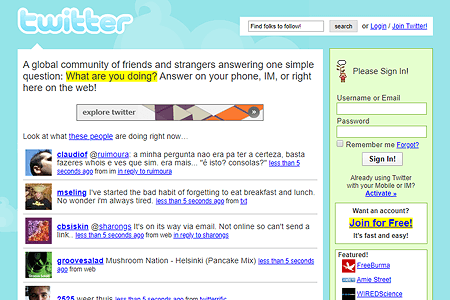 twitter
Find folks to follow! search or Login / Join Twitter!
A global community of friends and strangers answering one simple
question: What are you doing? Answer on your phone, IM, or right
here on the web!
explore twitter
Look at what these people are doing right now…
claudiof @ruimoura: a minha pergunta nao era pa ter a certeza, basta
fazeres whois e ves que sim. era mais... "é isto? consolas?" less than
5 seconds ago from im in reply to ruimoura
mseling I've started the bad habit of forgetting to eat breakfast and lunch.
No wonder i'm always tired. less than 5 seconds ago from txt
cbsiskin @sharongs It's on its way via email. Not online so can't send a
link.. less than 5 seconds ago from web in reply to sharongs
groovesalad Mushroom Nation - Helsinki (Pancake Mix) less than
5 seconds ago from web
2525 wear thuis less than 5 seconds ago from twitterrific
Please Sign In!
Username or Email
Password
Remember me Forgot?
Sign In!
Already using Twitter
with your Mobile or IM?
Activate »
Want an account?
Join for Free!
It's fast and easy!
Featured!
FreeBurma
Amie Street
WIREDScience